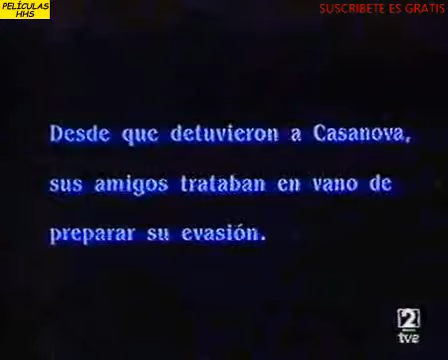 PELÍCULAS
HHS
SUSCRIBETE ES GRATIS
Desde que detuvieron a Casanova,
sus amigos trataban en vano de
preparar su evasión.
2
tve